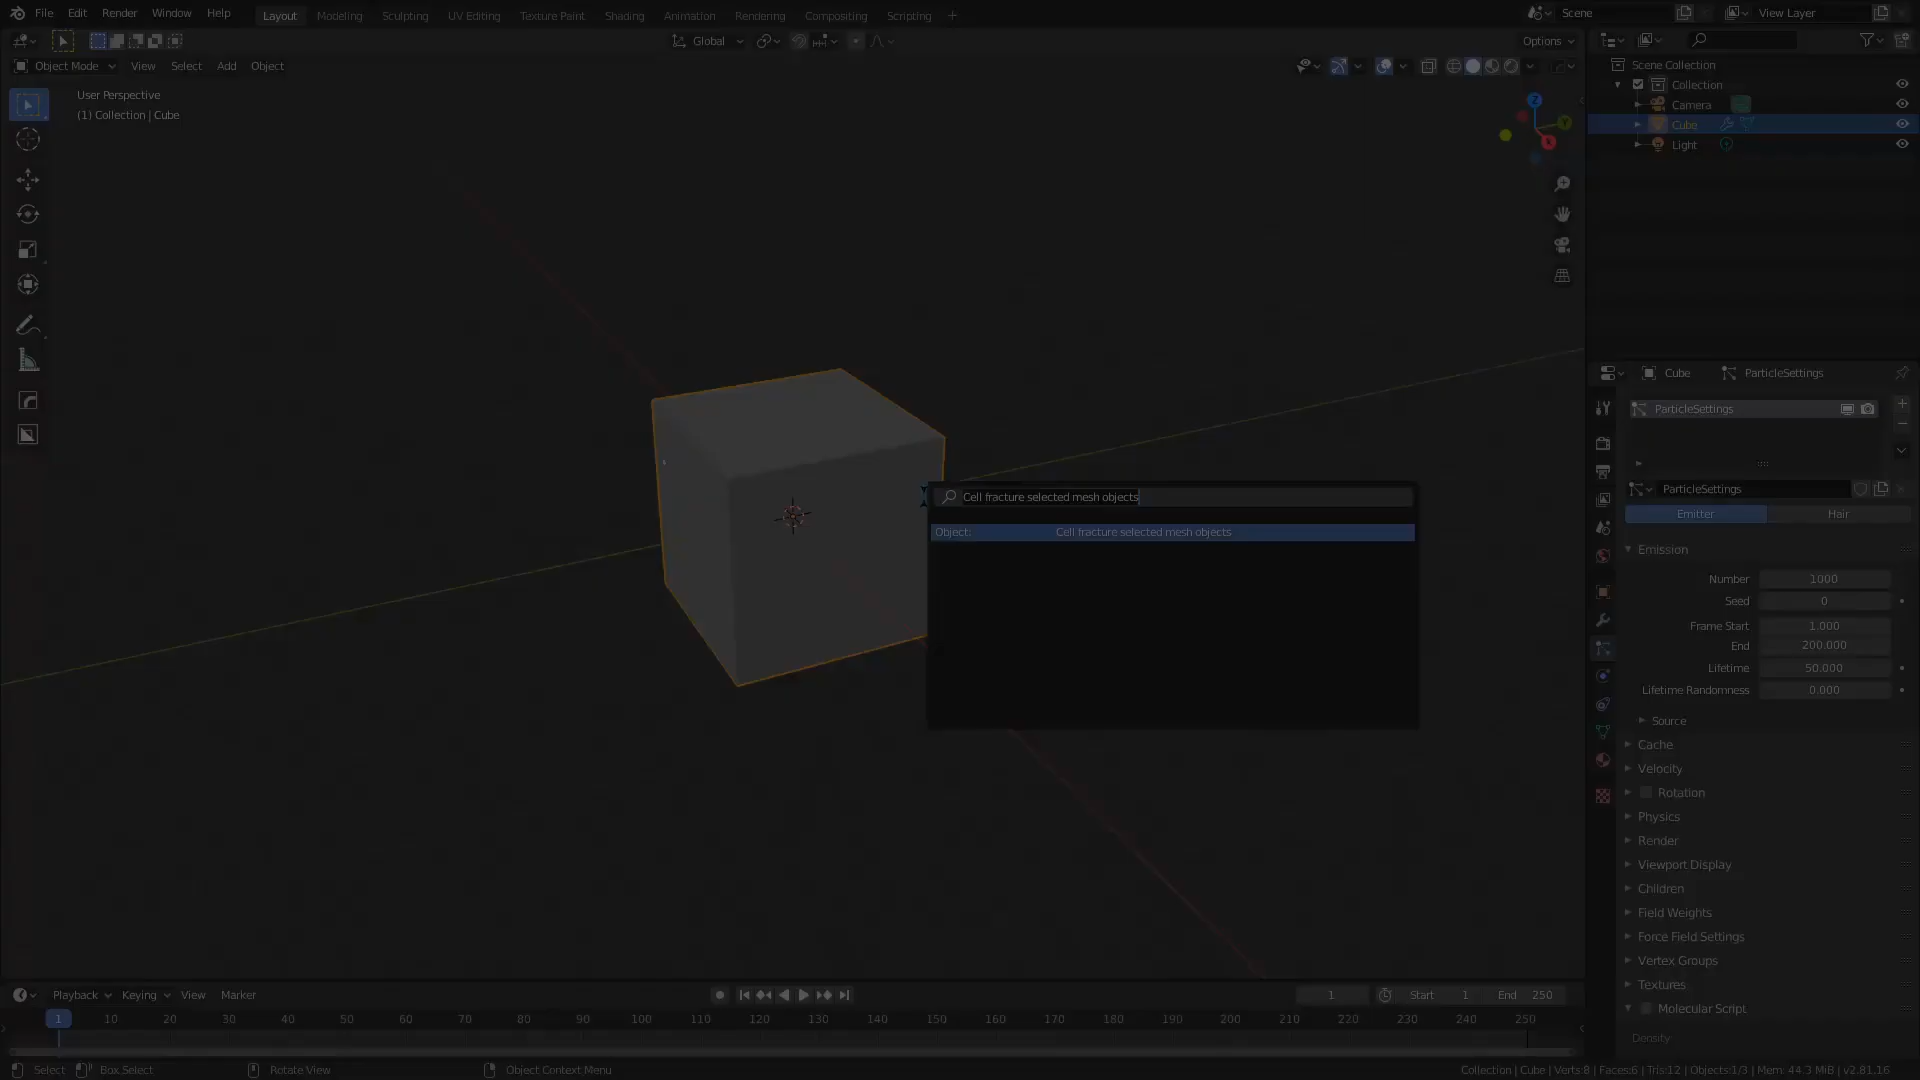 File Edit Render Window Help Layout Modeling Sculpting UV Editing Texture Paint Shading Animation Rendering Compositing Scripting + Scene View Layer
Global Options
Object Mode View Select Add Object
User Perspective
(1) Collection | Cube
Z
Y
X
Scene Collection
Collection
Camera
Cube
Light
Cube ParticleSettings
ParticleSettings
ParticleSettings
Emitter Hair
Emission
Number 1000
Seed 0
Frame Start 1.000
End 200.000
Lifetime 50.000
Lifetime Randomness 0.000
Source
Cache
Velocity
Rotation
Physics
Render
Viewport Display
Children
Field Weights
Force Field Settings
Vertex Groups
Textures
Molecular Script
Density
Cell fracture selected mesh objects
Object: Cell fracture selected mesh objects
Playback Keying View Marker 1 Start 1 End 250
1 10 20 30 40 50 60 70 80 90 100 110 120 130 140 150 160 170 180 190 200 210 220 230 240 250
Select Box Select Rotate View Object Context Menu Collection | Cube | Verts:8 | Faces:6 | Tris:12 | Objects:1/3 | Mem: 44.3 MiB | v2.81.16